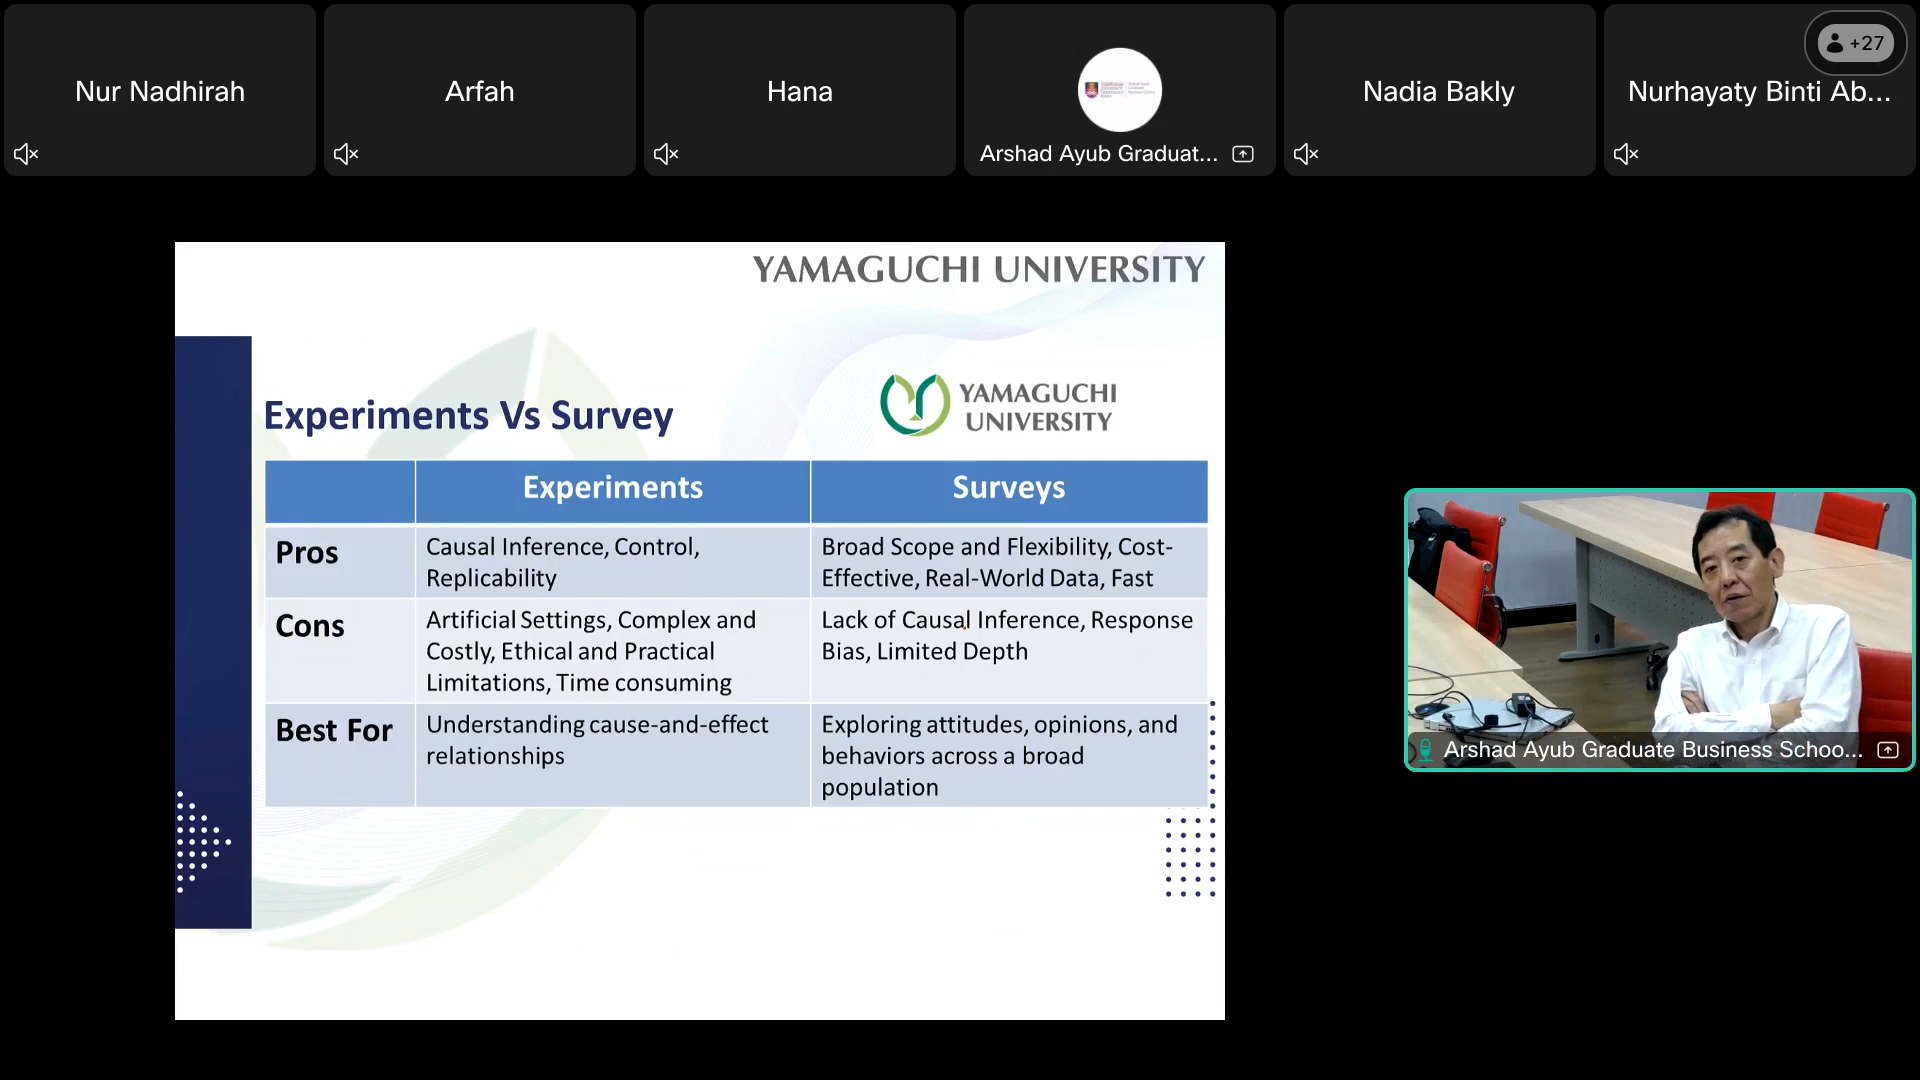 Nur Nadhirah
Arfah
Hana
Arshad Ayub Graduat...
Nadia Bakly
Nurhayaty Binti Ab...
+27
YAMAGUCHI UNIVERSITY
YAMAGUCHI
UNIVERSITY
Experiments Vs Survey
Experiments
Surveys
Pros
Causal Inference, Control,
Replicability
Broad Scope and Flexibility, Cost-
Effective, Real-World Data, Fast
Cons
Artificial Settings, Complex and
Costly, Ethical and Practical
Limitations, Time consuming
Lack of Causal Inference, Response
Bias, Limited Depth
Best For
Understanding cause-and-effect
relationships
Exploring attitudes, opinions, and
behaviors across a broad
population
Arshad Ayub Graduate Business Schoo...